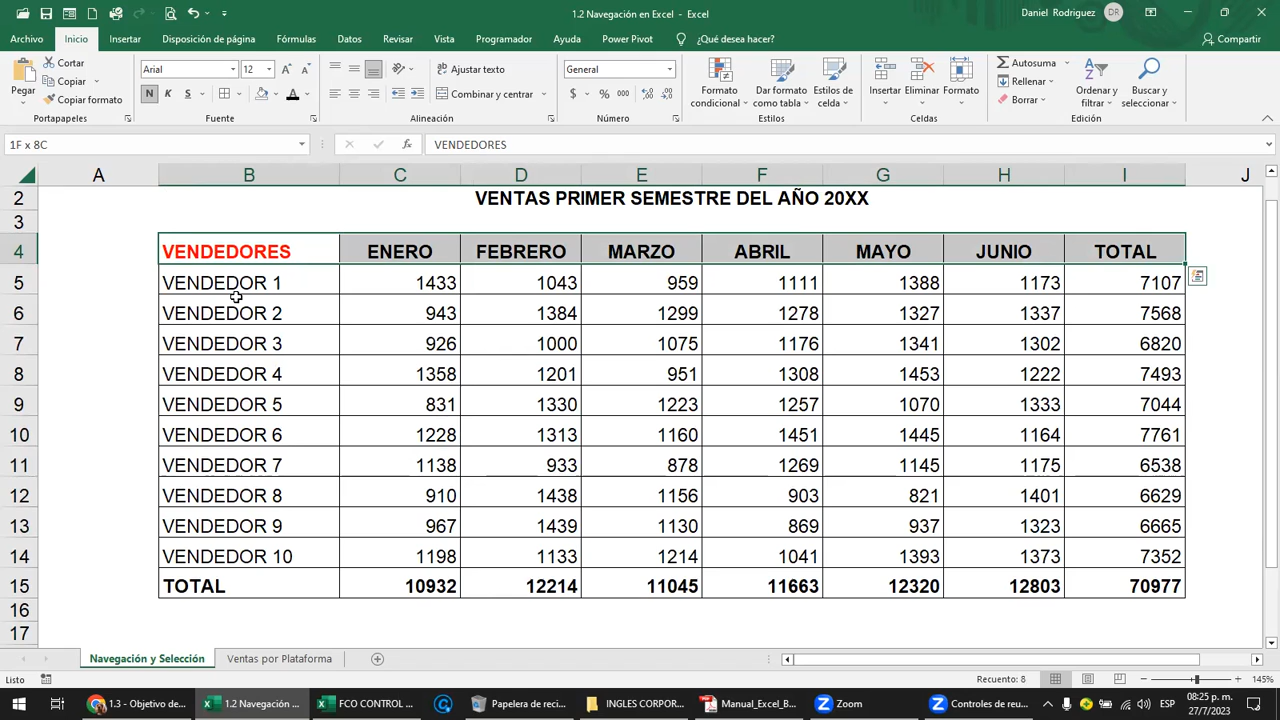 1.2 Navegación en Excel - Excel
Daniel Rodriguez DR
Archivo Inicio Insertar Disposición de página Fórmulas Datos Revisar Vista Programador Ayuda Power Pivot ¿Qué desea hacer? Compartir
Pegar
Cortar
Copiar
Copiar formato
Portapapeles
Arial 12
N K S
Fuente
Ajustar texto
Combinar y centrar
Alineación
General
$ % 000
Número
Formato condicional
Dar formato como tabla
Estilos de celda
Estilos
Insertar Eliminar Formato
Celdas
Autosuma
Rellenar
Borrar
Ordenar y filtrar
Buscar y seleccionar
Edición
1F x 8C fx VENDEDORES
A B C D E F G H I J
2 VENTAS PRIMER SEMESTRE DEL AÑO 20XX
3
4 VENDEDORES ENERO FEBRERO MARZO ABRIL MAYO JUNIO TOTAL
5 VENDEDOR 1 1433 1043 959 1111 1388 1173 7107
6 VENDEDOR 2 943 1384 1299 1278 1327 1337 7568
7 VENDEDOR 3 926 1000 1075 1176 1341 1302 6820
8 VENDEDOR 4 1358 1201 951 1308 1453 1222 7493
9 VENDEDOR 5 831 1330 1223 1257 1070 1333 7044
10 VENDEDOR 6 1228 1313 1160 1451 1445 1164 7761
11 VENDEDOR 7 1138 933 878 1269 1145 1175 6538
12 VENDEDOR 8 910 1438 1156 903 821 1401 6629
13 VENDEDOR 9 967 1439 1130 869 937 1323 6665
14 VENDEDOR 10 1198 1133 1214 1041 1393 1373 7352
15 TOTAL 10932 12214 11045 11663 12320 12803 70977
16
17
Navegación y Selección Ventas por Plataforma
Listo Recuento: 8 145%
1.3 - Objetivo de... 1.2 Navegación ... FCO CONTROL ... Papelera de reci... INGLES CORPOR... Manual_Excel_B... Zoom Controles de reu... ESP 08:25 p. m.
27/7/2023